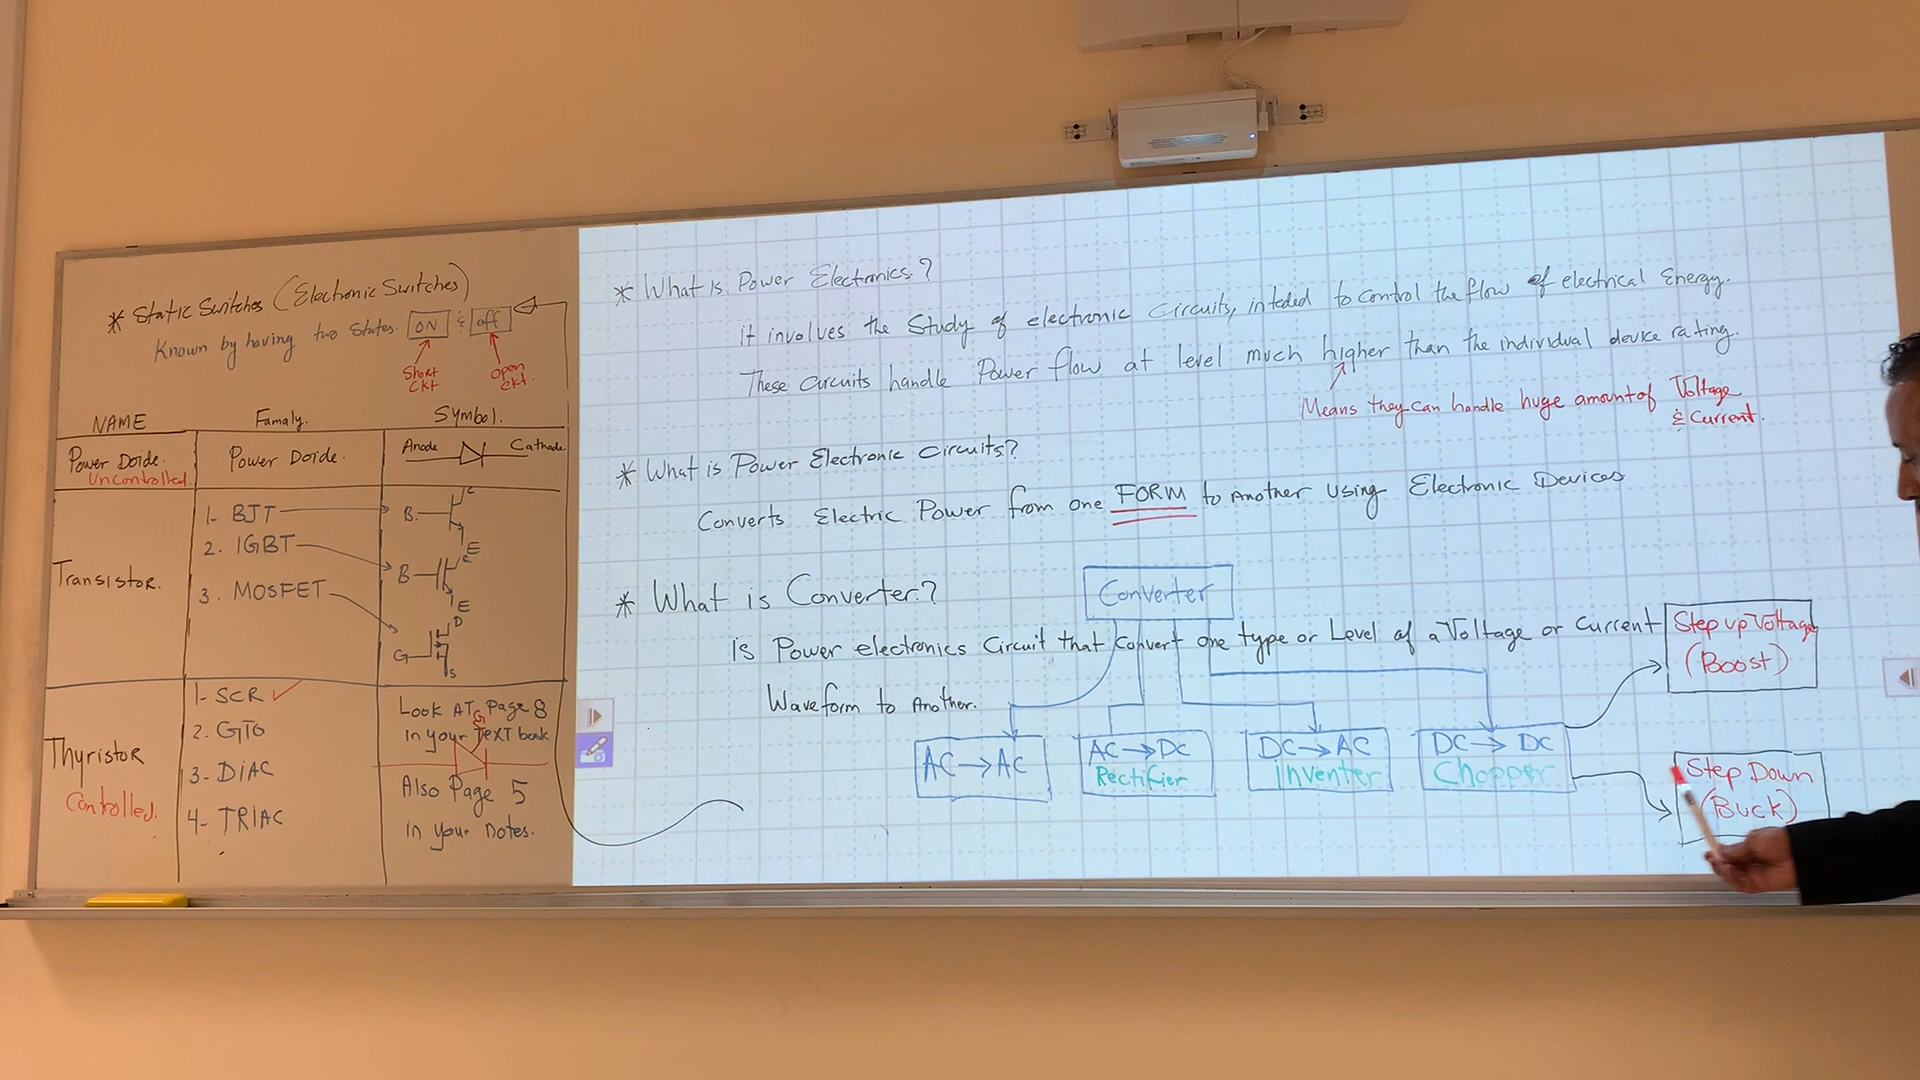 * Static Switches (Electronic Switches)
Known by having two States. ON & off
Short Ckt
Open Ckt.
NAME Famaly. Symbol.
Power Doide. Uncontrolled. Power Doide. Anode Cathode.
Transistor.
1- BJT B. C E
2. IGBT B C E
3. MOSFET G D S
Thyristor Controlled.
1- SCR ✓
2. GTO
3- DIAC
4- TRIAC
Look AT Page 8
in your TEXT book
G
Also Page 5
in your notes.
* What is Power Electronics?
it involves the Study of electronic Circuits, inteded to control the flow of electrical Energy.
These circuits handle Power flow at level much higher than the individual device rating.
Means they can handle huge amount of Voltage
& Current.
* What is Power Electronic Circuits?
Converts Electric Power from one FORM to Another Using Electronic Devices
* What is Converter? Converter
is Power electronics Circuit that Convert one type or Level of a Voltage or Current
Waveform to Another.
AC → AC
AC → DC
Rectifier
DC → AC
inventer
DC → DC
Chopper
Step up Voltage
(Boost)
Step Down
(Buck)